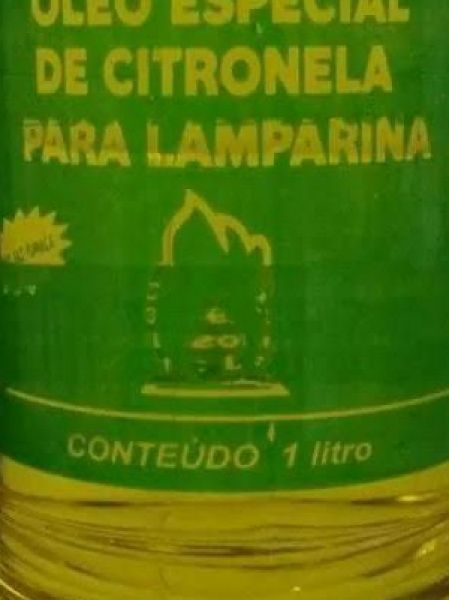 ÓLEO ESPECIAL
DE CITRONELA
PARA LAMPARINA
CONTEÚDO 1 litro